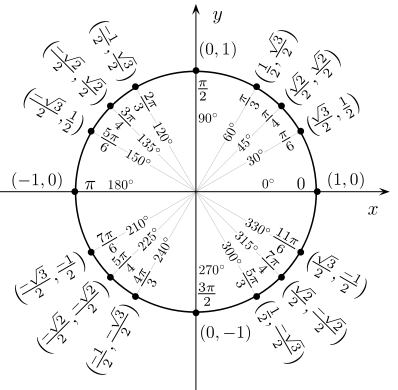 y
(0, 1)
(-1/2, √3/2)
(1/2, √3/2)
(-√2/2, √2/2)
(√2/2, √2/2)
(-√3/2, 1/2)
(√3/2, 1/2)
π/2
90°
2π/3
120°
π/3
60°
3π/4
135°
π/4
45°
5π/6
150°
π/6
30°
(−1, 0)
π
180°
0°
0
(1, 0)
x
7π/6
210°
330°
11π/6
5π/4
225°
315°
7π/4
4π/3
240°
300°
5π/3
270°
3π/2
(-√3/2, -1/2)
(√3/2, -1/2)
(-√2/2, -√2/2)
(√2/2, -√2/2)
(-1/2, -√3/2)
(1/2, -√3/2)
(0, −1)